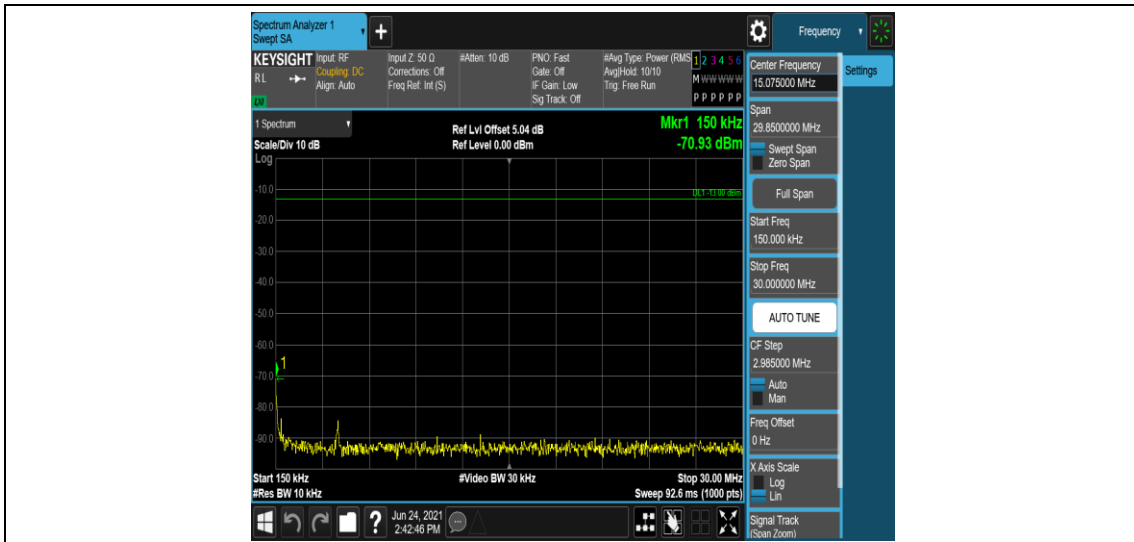 Spectrum Analyzer 1
Swept SA
+
Frequency
KEYSIGHT
RL
LXI
Input: RF
Coupling: DC
Align: Auto
Input Z: 50 Ω
Corrections: Off
Freq Ref: Int (S)
#Atten: 10 dB
PNO: Fast
Gate: Off
IF Gain: Low
Sig Track: Off
#Avg Type: Power (RMS
Avg|Hold: 10/10
Trig: Free Run
1 2 3 4 5 6
M W W W W W
P P P P P P
1 Spectrum
Scale/Div 10 dB
Log
Ref Lvl Offset 5.04 dB
Ref Level 0.00 dBm
Mkr1 150 kHz
-70.93 dBm
DL1 -13.00 dBm
-10.0
-20.0
-30.0
-40.0
-50.0
-60.0
1
-70.0
-80.0
-90.0
Start 150 kHz
#Res BW 10 kHz
#Video BW 30 kHz
Stop 30.00 MHz
Sweep 92.6 ms (1000 pts)
Center Frequency
15.075000 MHz
Settings
Span
29.8500000 MHz
Swept Span
Zero Span
Full Span
Start Freq
150.000 kHz
Stop Freq
30.000000 MHz
AUTO TUNE
CF Step
2.985000 MHz
Auto
Man
Freq Offset
0 Hz
X Axis Scale
Log
Lin
Signal Track
(Span Zoom)
?
Jun 24, 2021
2:42:46 PM